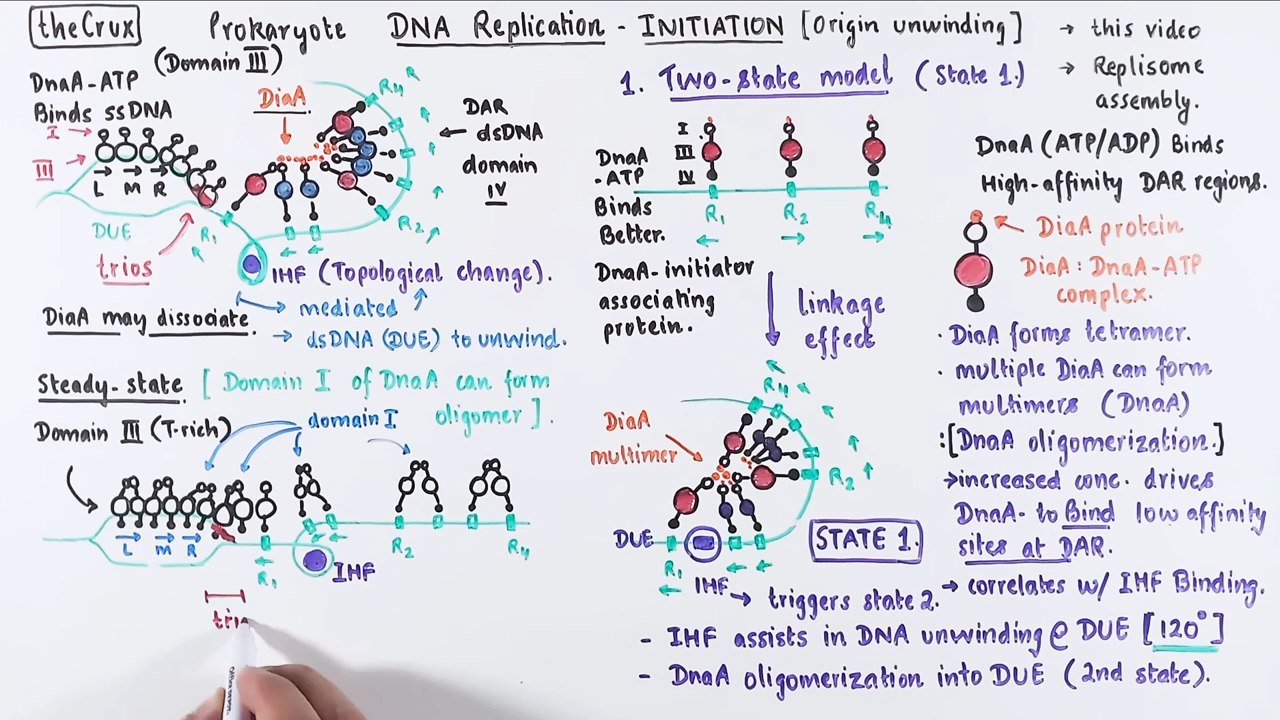 theCrux
Prokaryote DNA Replication - INITIATION [Origin unwinding]
→ this video
→ Replisome
assembly.
(Domain III)
DnaA-ATP
Binds ssDNA
I →
III →
L M R
DUE
trios
R1
DiaA
R4
R2
DAR
← dsDNA
domain
IV
IHF (Topological change).
→ mediated
→ dsDNA (DUE) to unwind.
DiaA may dissociate.
Steady-state [Domain I of DnaA can form
oligomer].
Domain III (T-rich)
domain I
L M R
R1
IHF
R2
R4
trio
1. Two-state model (State 1.)
I
III
IV
DnaA
-ATP
Binds
Better.
R1 R2 R4
← → →
DnaA-initiator
associating
protein.
linkage
effect
DiaA
multimer
R4
R2
DUE
R1
IHF
STATE 1.
→ triggers state 2.
- IHF assists in DNA unwinding @ DUE [120°]
- DnaA oligomerization into DUE (2nd state).
DnaA (ATP/ADP) Binds
High-affinity DAR regions.
DiaA protein
DiaA : DnaA-ATP
complex.
· DiaA forms tetramer.
· multiple DiaA can form
multimers (DnaA)
:[DnaA oligomerization.]
→ increased conc. drives
DnaA- to Bind low affinity
sites at DAR.
→ correlates w/ IHF Binding.